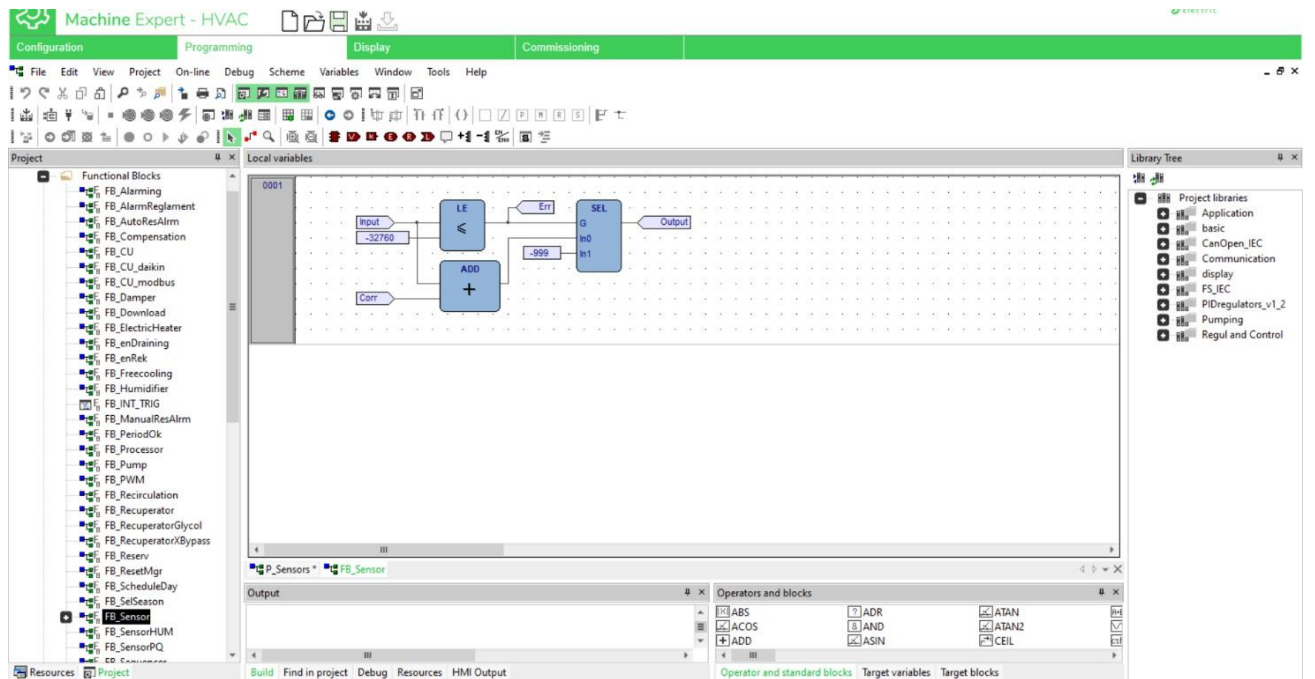 Machine Expert - HVAC
Electric
Configuration Programming Display Commissioning
File Edit View Project On-line Debug Scheme Variables Window Tools Help
Project
Local variables
Library Tree
Functional Blocks
FB_Alarming
FB_AlarmReglament
FB_AutoResAlrm
FB_Compensation
FB_CU
FB_CU_daikin
FB_CU_modbus
FB_Damper
FB_Download
FB_ElectricHeater
FB_enDraining
FB_enRek
FB_Freecooling
FB_Humidifier
FB_INT_TRIG
FB_ManualResAlrm
FB_PeriodOk
FB_Processor
FB_Pump
FB_PWM
FB_Recirculation
FB_Recuperator
FB_RecuperatorGlycol
FB_RecuperatorXBypass
FB_Reserv
FB_ResetMgr
FB_ScheduleDay
FB_SelSeason
FB_Sensor
FB_SensorHUM
FB_SensorPQ
FB_Sequencer
Resources Project
0001
LE Err SEL
Input ≤ G Output
-32760 In0
-999 In1
ADD
+
Corr
P_Sensors * FB_Sensor
Output
Build Find in project Debug Resources HMI Output
Operators and blocks
ABS ADR ATAN
ACOS AND ATAN2
ADD ASIN CEIL
Operator and standard blocks Target variables Target blocks
Project libraries
Application
basic
CanOpen_IEC
Communication
display
FS_IEC
PIDregulators_v1_2
Pumping
Regul and Control